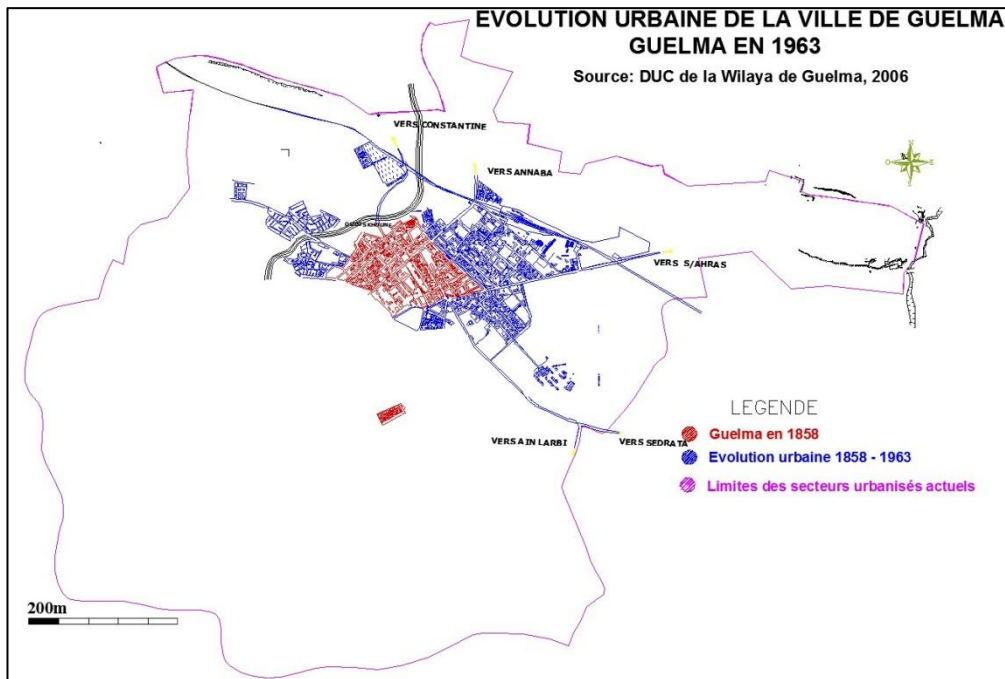 EVOLUTION URBAINE DE LA VILLE DE GUELMA
GUELMA EN 1963
Source: DUC de la Wilaya de Guelma, 2006
VERS CONSTANTINE
VERS ANNABA
VERS S/AHRAS
LEGENDE
Guelma en 1858
VERS AIN LARBI
VERS SEDRATA
Evolution urbaine 1858 - 1963
Limites des secteurs urbanisés actuels
200m